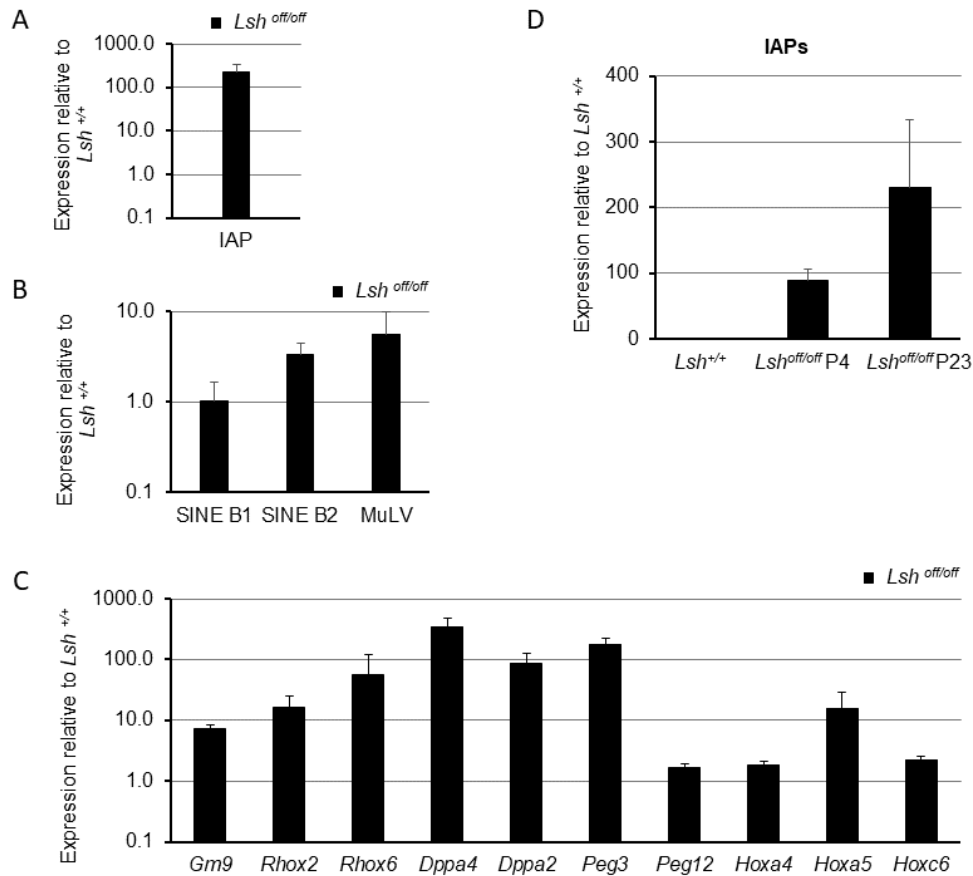 A
Lsh off/off
Expression relative to
Lsh +/+
1000.0
100.0
10.0
1.0
0.1
IAP
B
Lsh off/off
Expression relative to
Lsh +/+
10.0
1.0
0.1
SINE B1 SINE B2 MuLV
D
IAPs
Expression relative to Lsh +/+
400
300
200
100
0
Lsh+/+ Lshoff/off P4 Lshoff/off P23
C
Lsh off/off
Expression relative to Lsh +/+
1000.0
100.0
10.0
1.0
0.1
Gm9 Rhox2 Rhox6 Dppa4 Dppa2 Peg3 Peg12 Hoxa4 Hoxa5 Hoxc6